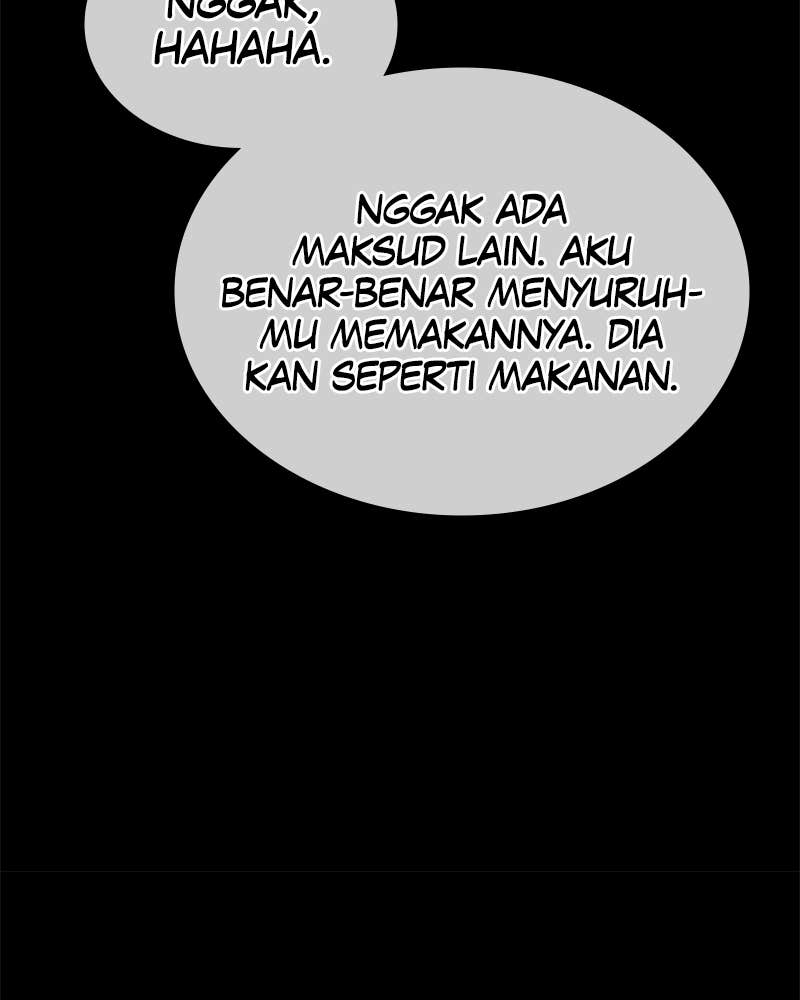 NGGAK,
HAHAHA.
NGGAK ADA
MAKSUD LAIN. AKU
BENAR-BENAR MENYURUH-
MU MEMAKANNYA. DIA
KAN SEPERTI MAKANAN.